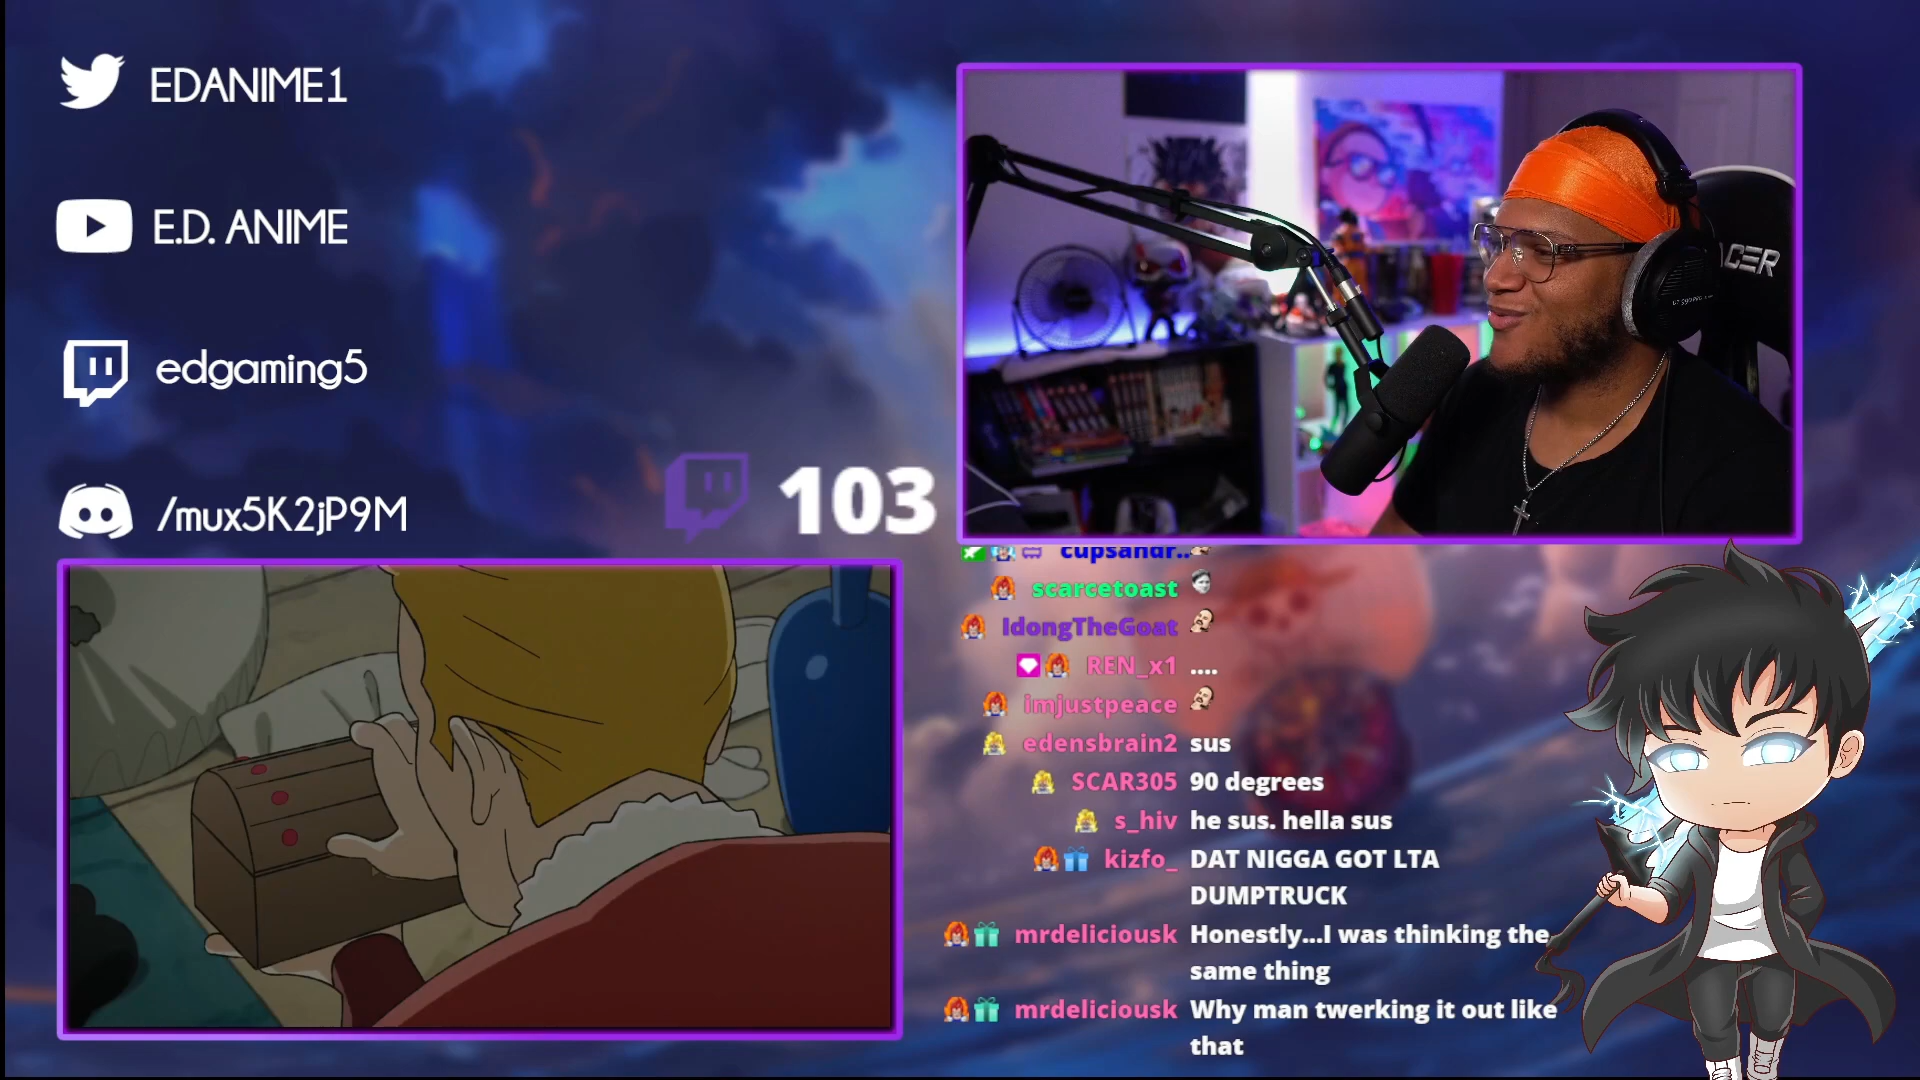 EDANIME1
E.D. ANIME
edgaming5
/mux5K2jP9M
103
ACER
cupsandr..
scarcetoast
IdongTheGoat
REN_x1 ....
imjustpeace
edensbrain2 sus
SCAR305 90 degrees
s_hiv he sus. hella sus
kizfo_ DAT NIGGA GOT LTA
DUMPTRUCK
mrdeliciousk Honestly...I was thinking the
same thing
mrdeliciousk Why man twerking it out like
that